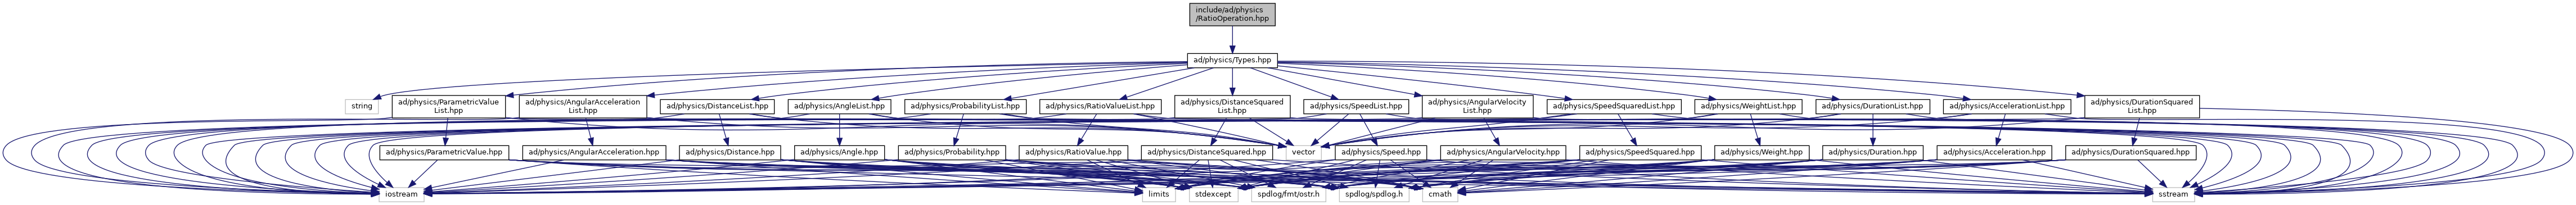 include/ad/physics
/RatioOperation.hpp
ad/physics/Types.hpp
string
ad/physics/ParametricValue
List.hpp
ad/physics/AngularAcceleration
List.hpp
ad/physics/DistanceList.hpp
ad/physics/AngleList.hpp
ad/physics/ProbabilityList.hpp
ad/physics/RatioValueList.hpp
ad/physics/DistanceSquared
List.hpp
ad/physics/SpeedList.hpp
ad/physics/AngularVelocity
List.hpp
ad/physics/SpeedSquaredList.hpp
ad/physics/WeightList.hpp
ad/physics/DurationList.hpp
ad/physics/AccelerationList.hpp
ad/physics/DurationSquared
List.hpp
ad/physics/ParametricValue.hpp
ad/physics/AngularAcceleration.hpp
ad/physics/Distance.hpp
ad/physics/Angle.hpp
ad/physics/Probability.hpp
ad/physics/RatioValue.hpp
ad/physics/DistanceSquared.hpp
vector
ad/physics/Speed.hpp
ad/physics/AngularVelocity.hpp
ad/physics/SpeedSquared.hpp
ad/physics/Weight.hpp
ad/physics/Duration.hpp
ad/physics/Acceleration.hpp
ad/physics/DurationSquared.hpp
iostream
limits
stdexcept
spdlog/fmt/ostr.h
spdlog/spdlog.h
cmath
sstream